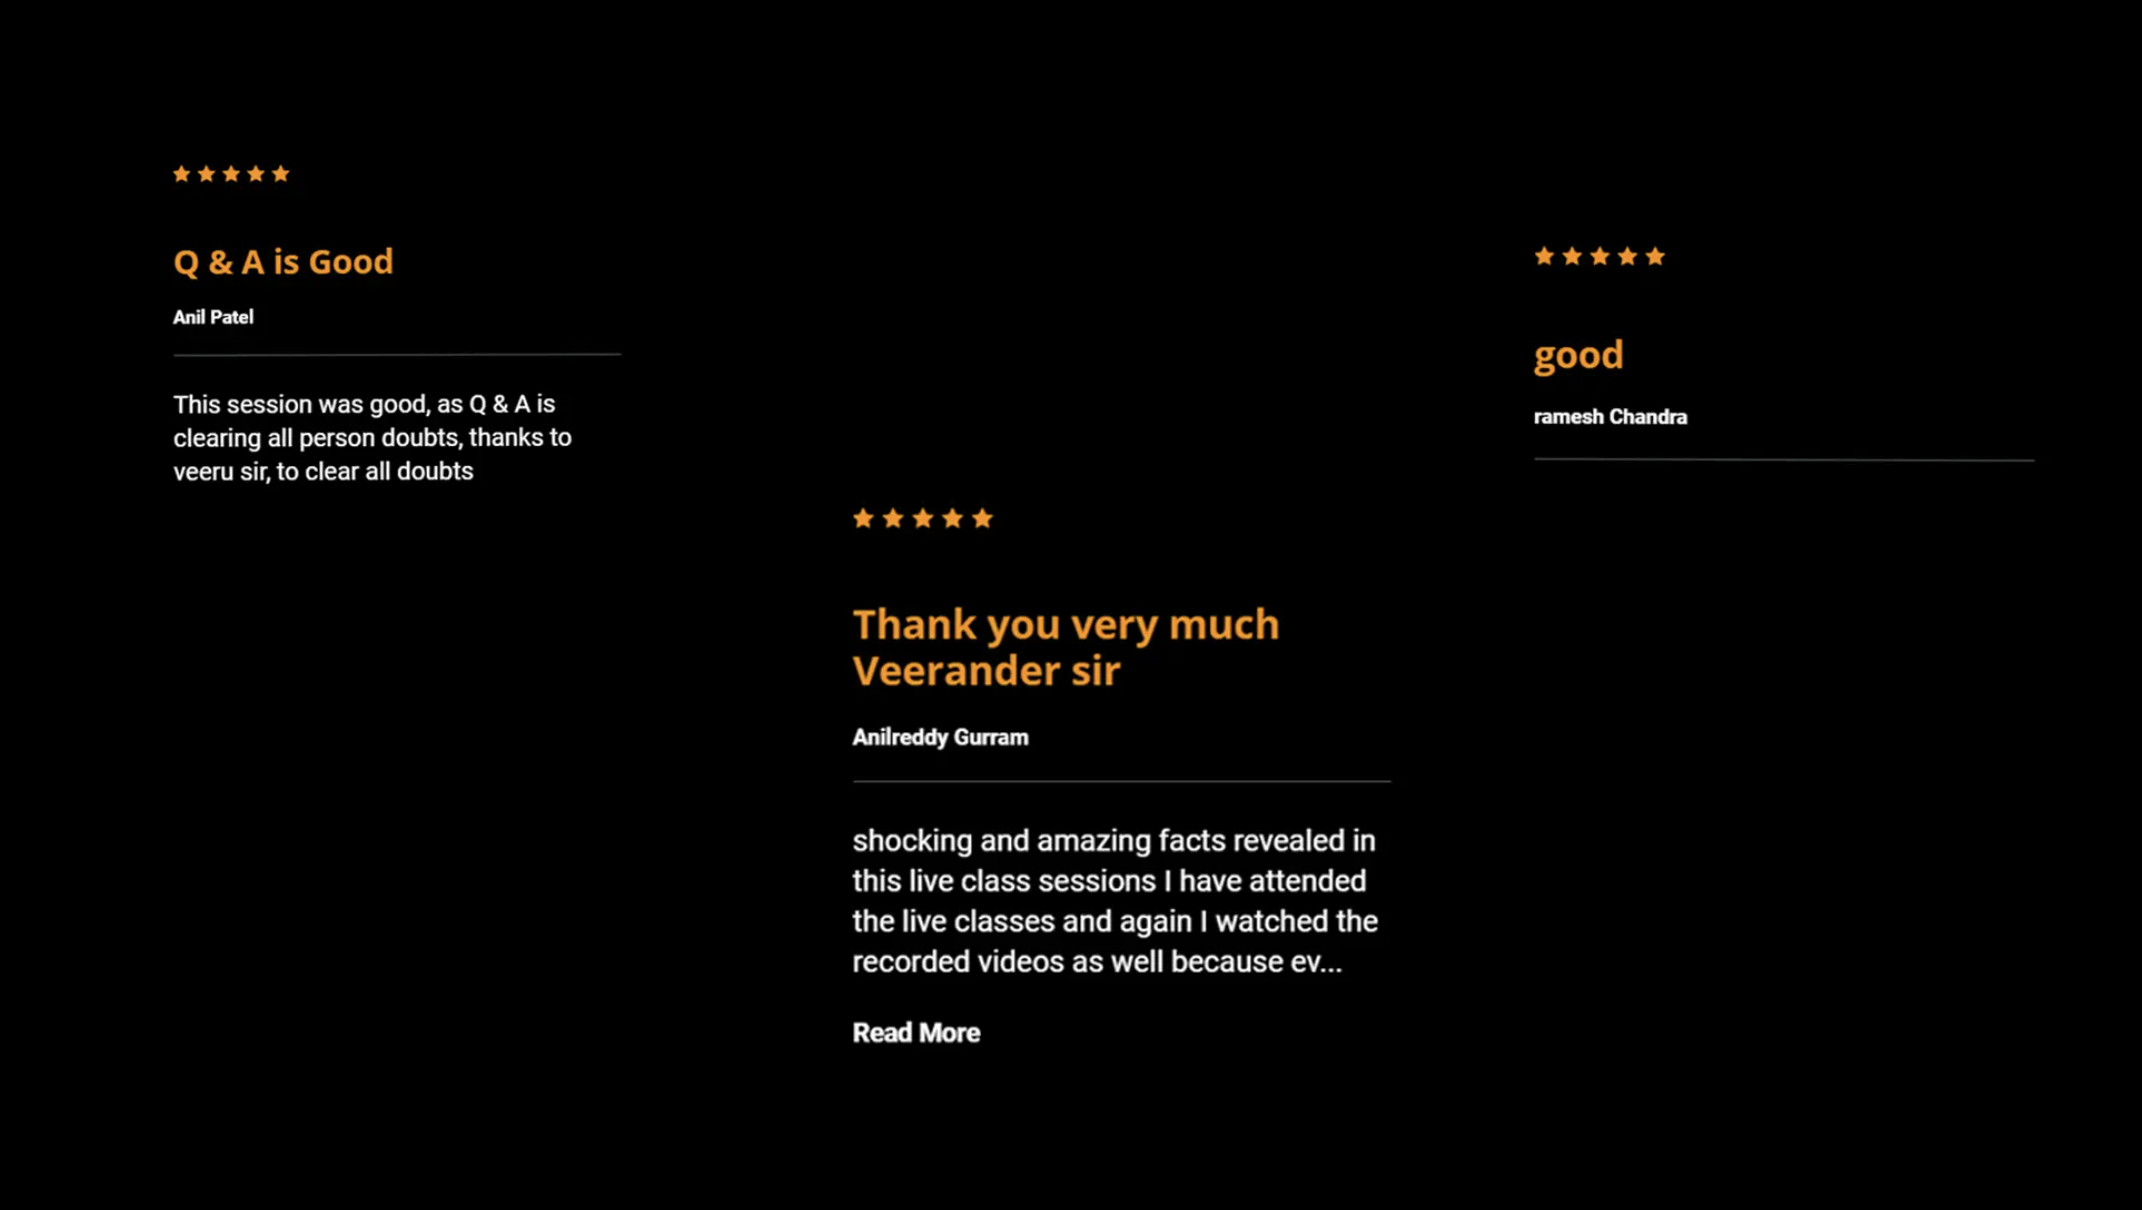 Q & A is Good
Anil Patel
This session was good, as Q & A is
clearing all person doubts, thanks to
veeru sir, to clear all doubts
Thank you very much
Veerander sir
Anilreddy Gurram
shocking and amazing facts revealed in
this live class sessions I have attended
the live classes and again I watched the
recorded videos as well because ev...
Read More
good
ramesh Chandra